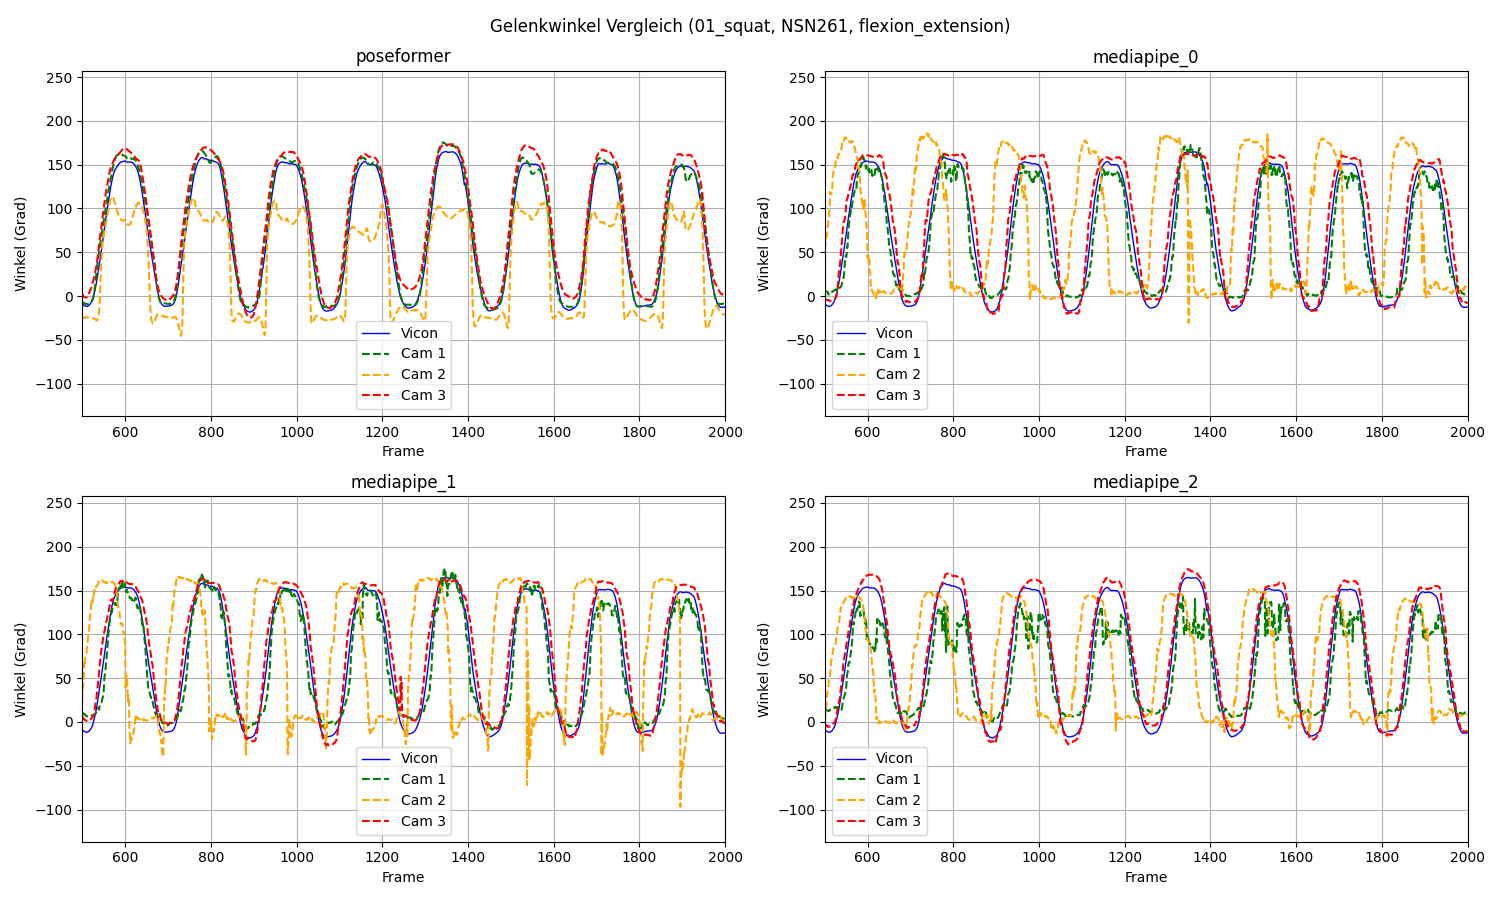 Gelenkwinkel Vergleich (01_squat, NSN261, flexion_extension)
poseformer
Winkel (Grad)
250
200
150
100
50
0
−50
−100
600 800 1000 1200 1400 1600 1800 2000
Frame
Vicon
Cam 1
Cam 2
Cam 3
mediapipe_0
Winkel (Grad)
250
200
150
100
50
0
−50
−100
600 800 1000 1200 1400 1600 1800 2000
Frame
Vicon
Cam 1
Cam 2
Cam 3
mediapipe_1
Winkel (Grad)
250
200
150
100
50
0
−50
−100
600 800 1000 1200 1400 1600 1800 2000
Frame
Vicon
Cam 1
Cam 2
Cam 3
mediapipe_2
Winkel (Grad)
250
200
150
100
50
0
−50
−100
600 800 1000 1200 1400 1600 1800 2000
Frame
Vicon
Cam 1
Cam 2
Cam 3